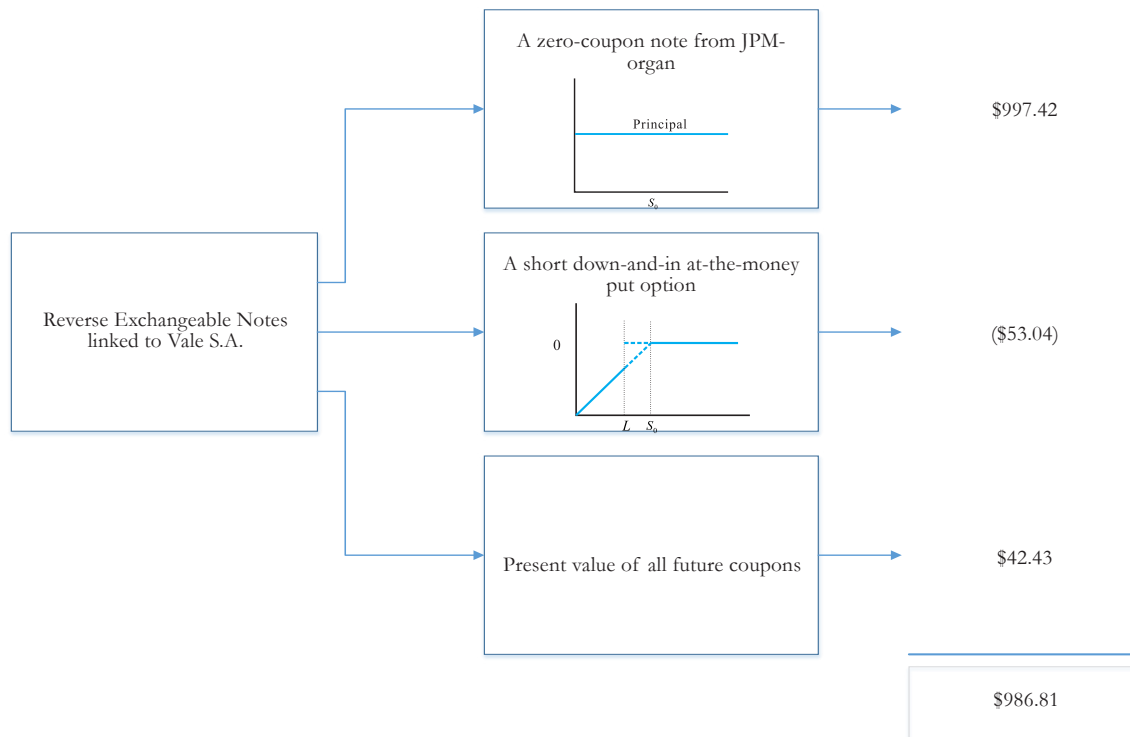 A zero-coupon note from JPM-
organ
Principal
S₀
$997.42
Reverse Exchangeable Notes
linked to Vale S.A.
A short down-and-in at-the-money
put option
0
L S₀
($53.04)
Present value of all future coupons
$42.43
$986.81